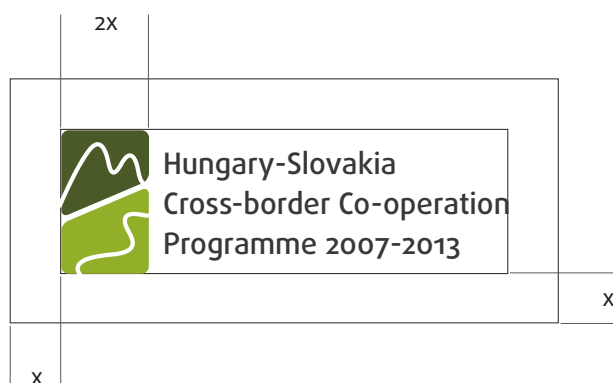 2x
Hungary-Slovakia
Cross-border Co-operation
Programme 2007-2013
x
x